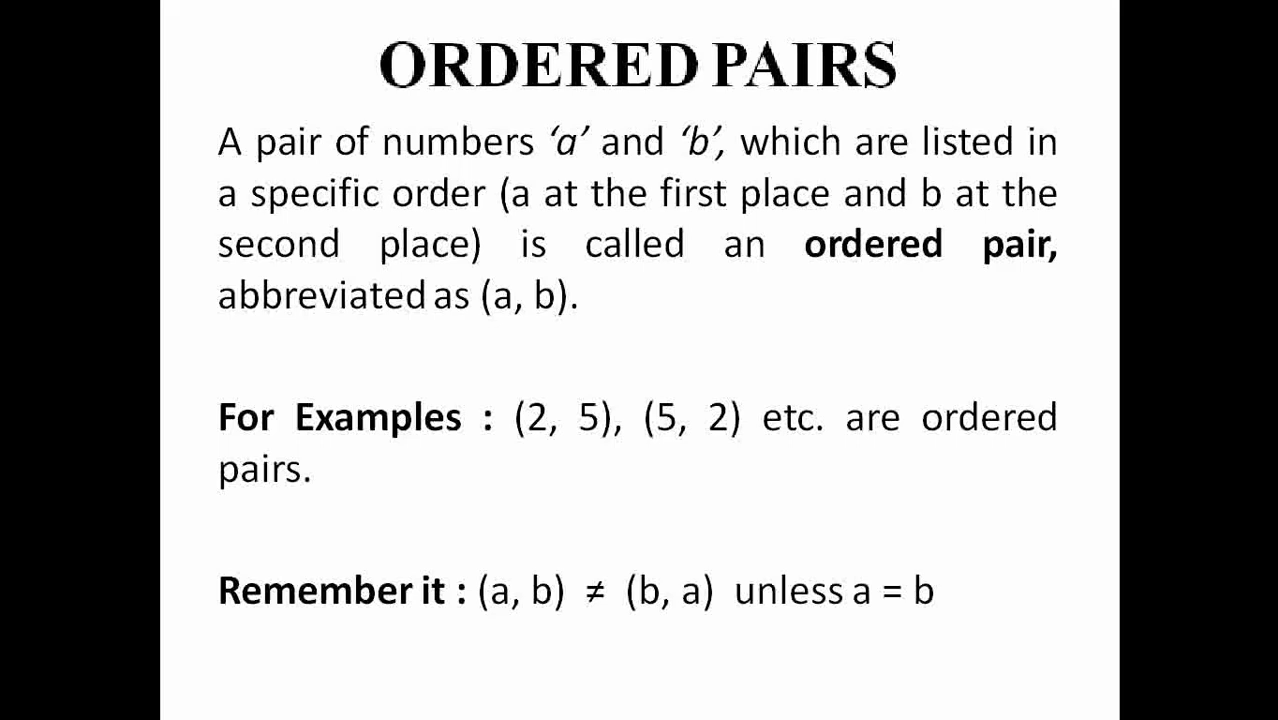 ORDERED PAIRS
A pair of numbers ‘a’ and ‘b’, which are listed in
a specific order (a at the first place and b at the
second place) is called an ordered pair,
abbreviated as (a, b).
For Examples : (2, 5), (5, 2) etc. are ordered
pairs.
Remember it : (a, b) ≠ (b, a) unless a = b